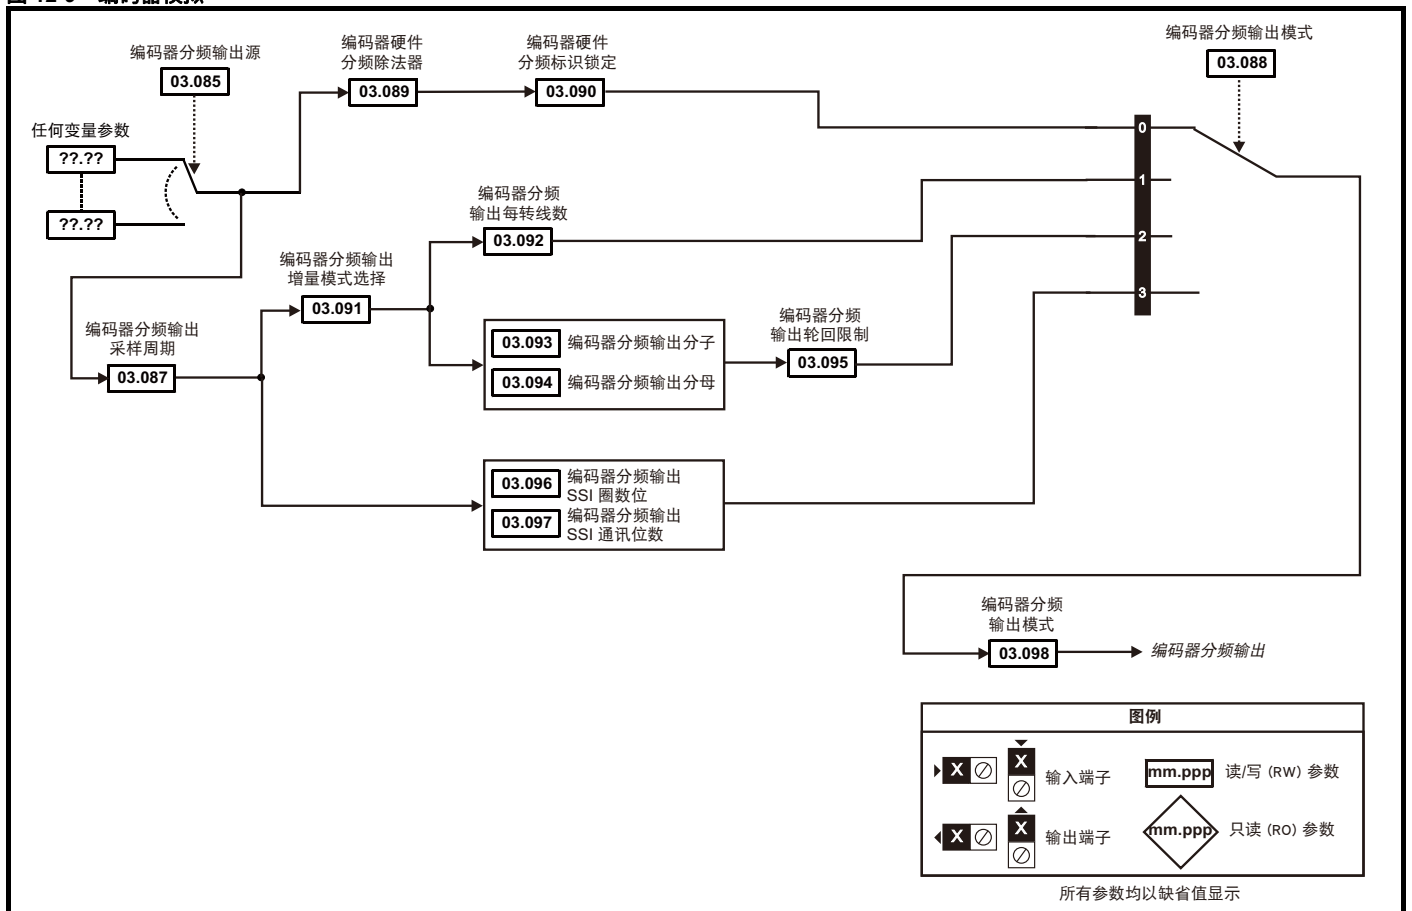 图 12-6 编码器模拟
编码器分频输出源
03.085
编码器硬件
分频除法器
03.089
编码器硬件
分频标识锁定
03.090
编码器分频输出模式
03.088
任何变量参数
??.??
??.??
0
1
2
3
编码器分频
输出每转线数
03.092
编码器分频输出
增量模式选择
03.091
编码器分频输出
采样周期
03.087
03.093 编码器分频输出分子
03.094 编码器分频输出分母
编码器分频
输出轮回限制
03.095
03.096 编码器分频输出
SSI 圈数位
03.097 编码器分频输出
SSI 通讯位数
编码器分频
输出模式
03.098
编码器分频输出
图例
X
X
输入端子
mm.ppp 读/写 (RW) 参数
X
X
输出端子
mm.ppp 只读 (RO) 参数
所有参数均以缺省值显示